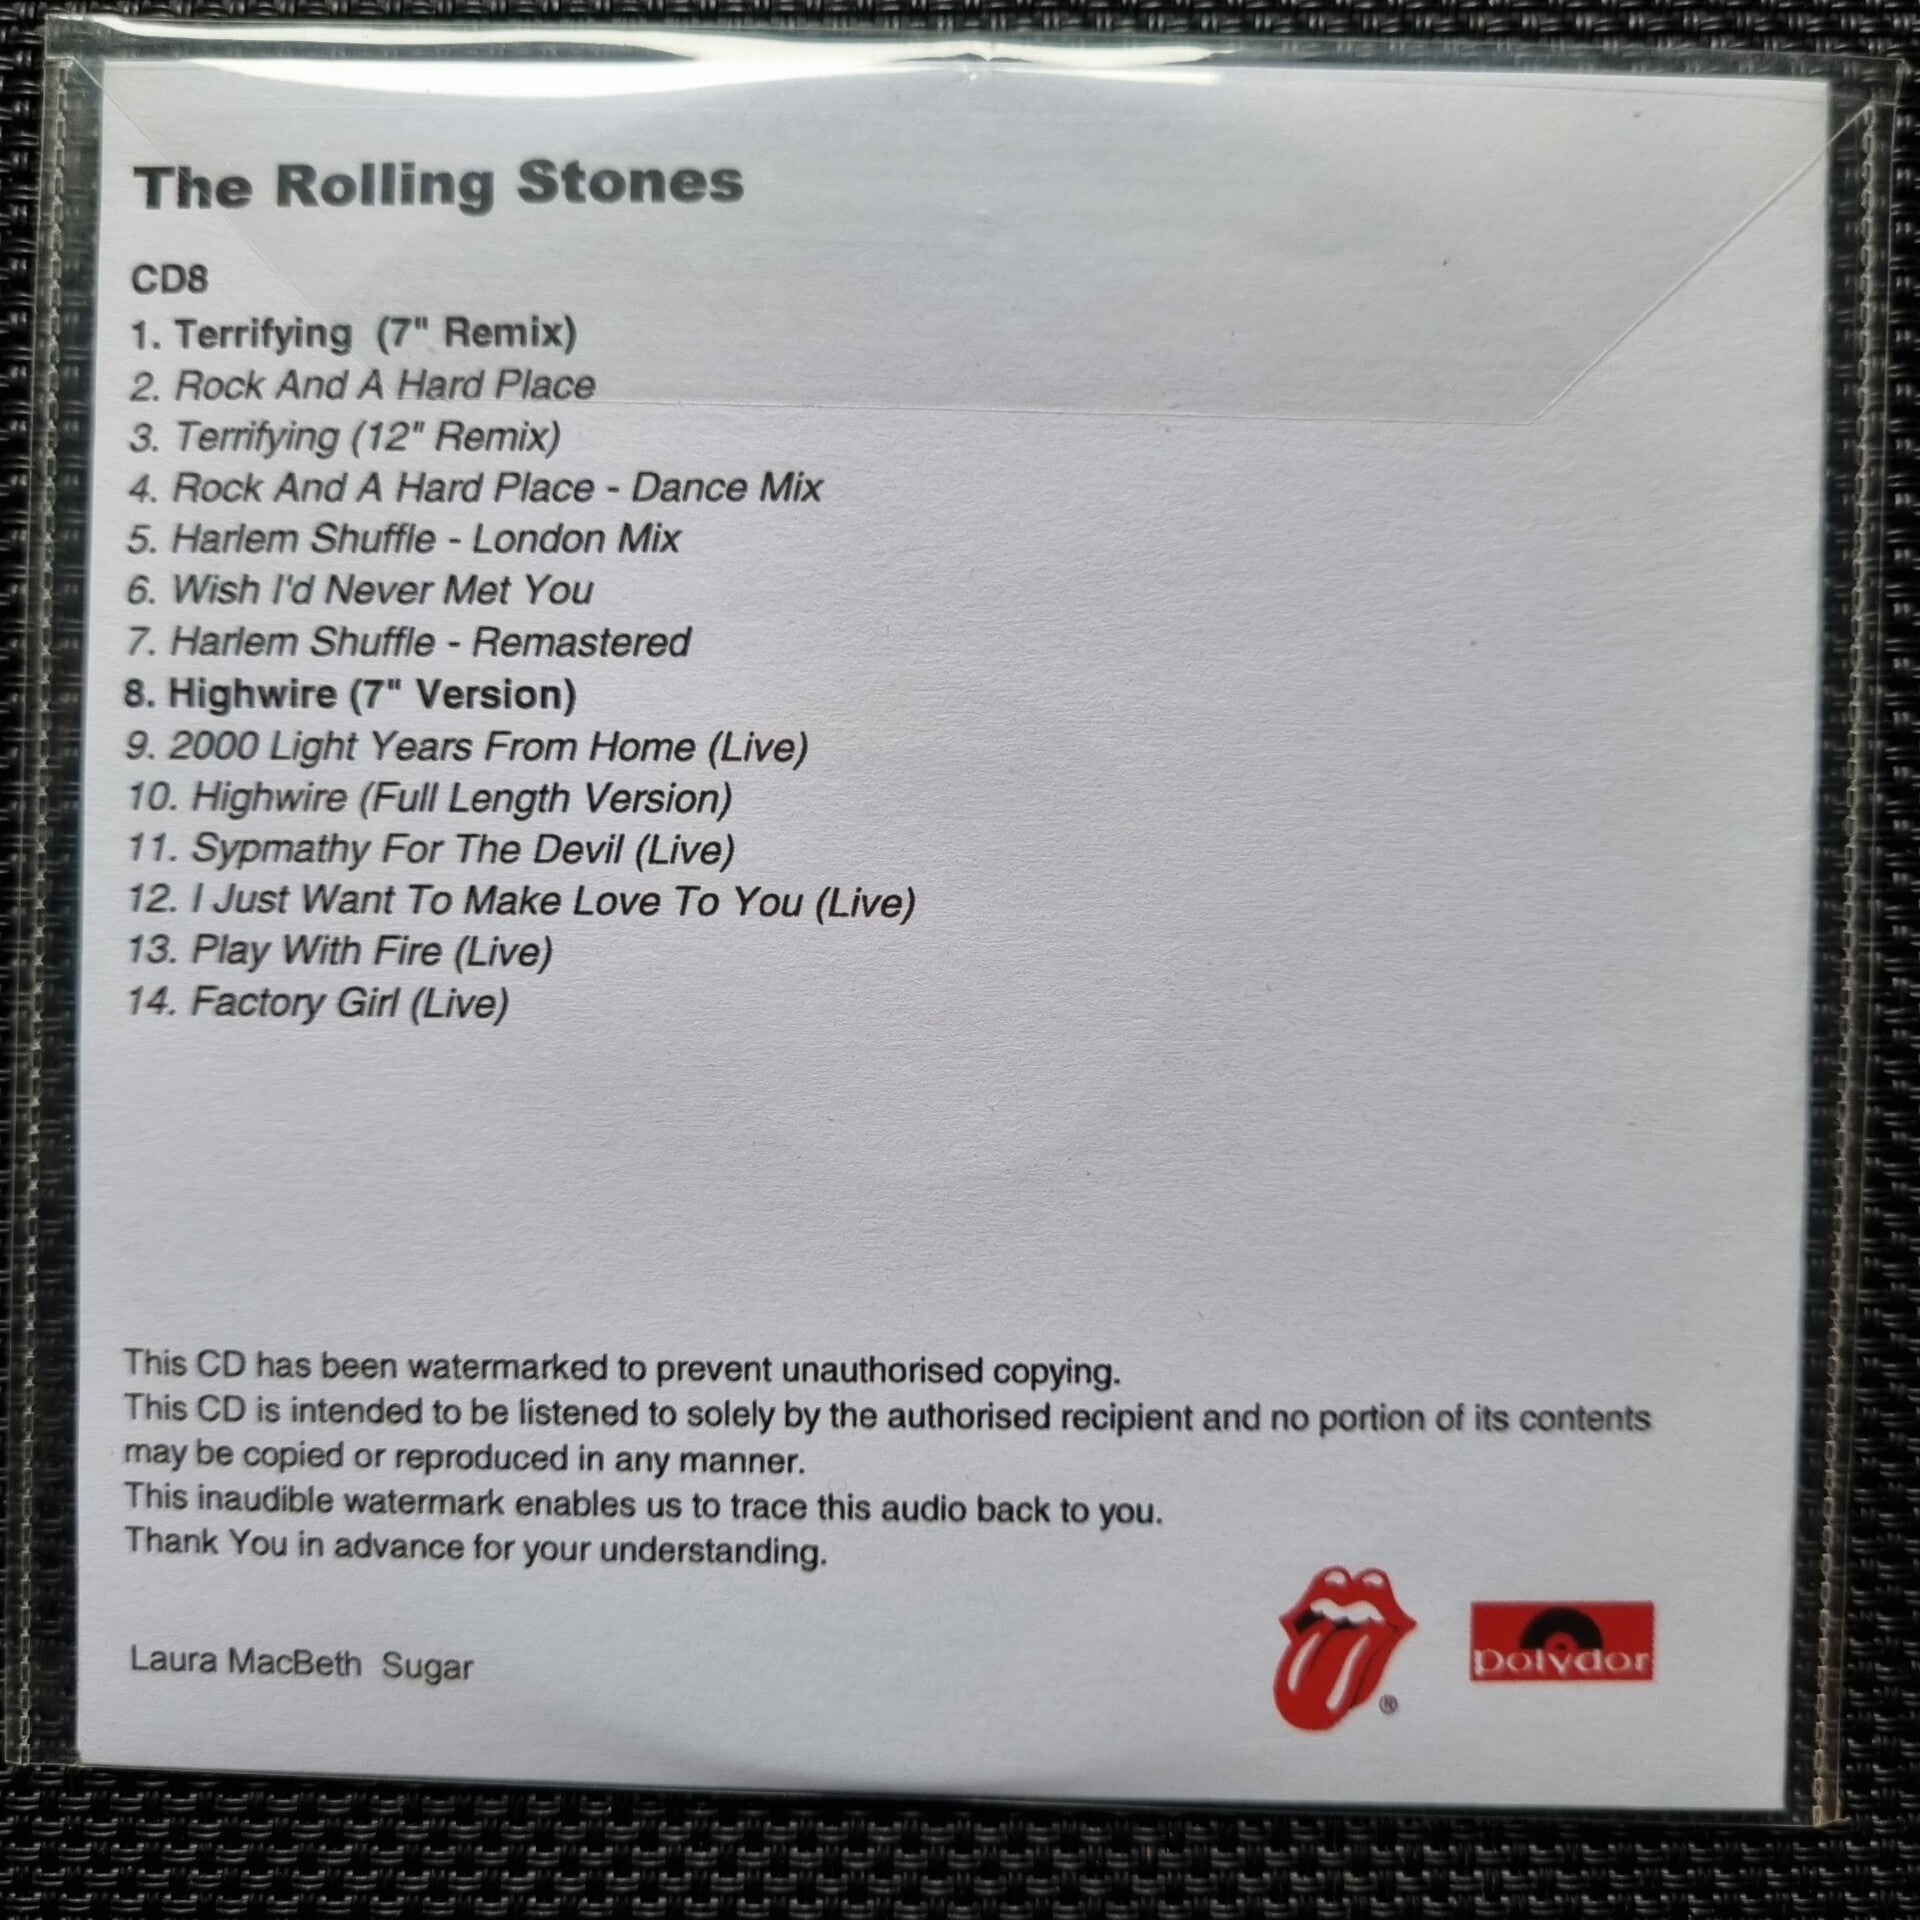 The Rolling Stones
CD8
1. Terrifying (7" Remix)
2. Rock And A Hard Place
3. Terrifying (12" Remix)
4. Rock And A Hard Place - Dance Mix
5. Harlem Shuffle - London Mix
6. Wish I'd Never Met You
7. Harlem Shuffle - Remastered
8. Highwire (7" Version)
9. 2000 Light Years From Home (Live)
10. Highwire (Full Length Version)
11. Sypmathy For The Devil (Live)
12. I Just Want To Make Love To You (Live)
13. Play With Fire (Live)
14. Factory Girl (Live)
This CD has been watermarked to prevent unauthorised copying.
This CD is intended to be listened to solely by the authorised recipient and no portion of its contents
may be copied or reproduced in any manner.
This inaudible watermark enables us to trace this audio back to you.
Thank You in advance for your understanding.
Laura MacBeth Sugar
®
polydor